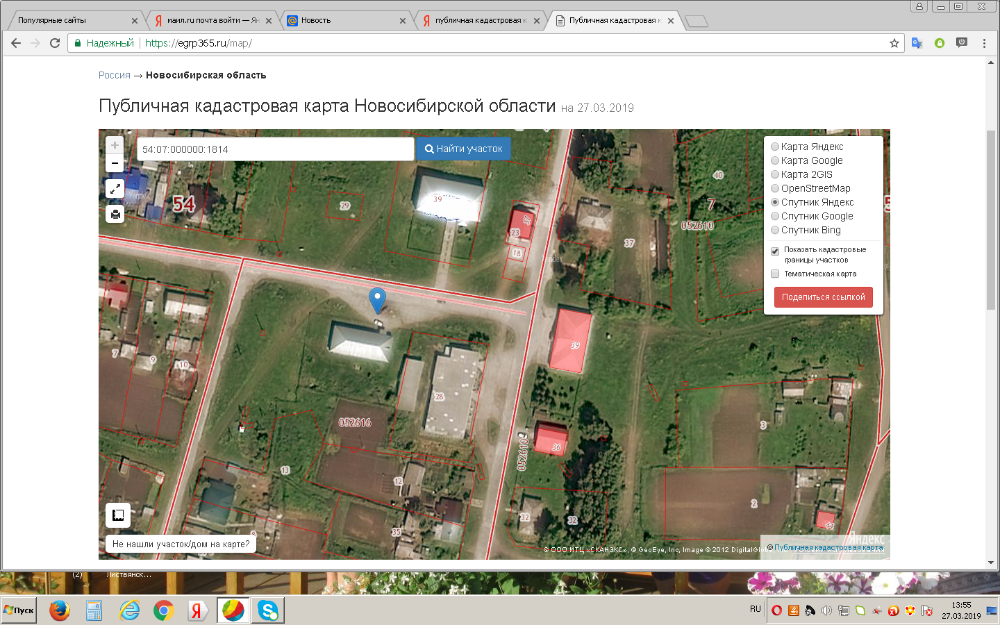 Популярные сайты
маил.ru почта войти — Ян
Новость
публичная кадастровая к
Публичная кадастровая к
Надежный
https://egrp365.ru/map/
Россия → Новосибирская область
Публичная кадастровая карта Новосибирской области на 27.03.2019
54:07:000000:1814
Найти участок
Карта Яндекс
Карта Google
Карта 2GIS
OpenStreetMap
Спутник Яндекс
Спутник Google
Спутник Bing
Показать кадастровые
границы участков
Тематическая карта
Поделиться ссылкой
+
−
Yandex
54
29
39
37
23
18
Yandex
40
7
052610
37
7
9
10
39
28
052616
3
36
052610
13
12
2
32
32
35
44
Не нашли участок/дом на карте?
Яндекс
© ООО ИТЦ «СКАНЭКС», © GeoEye, Inc, Image © 2012 DigitalGlo
© Публичная кадастровая карта
(2)
Листвянск...
Пуск
RU
13:55
27.03.2019